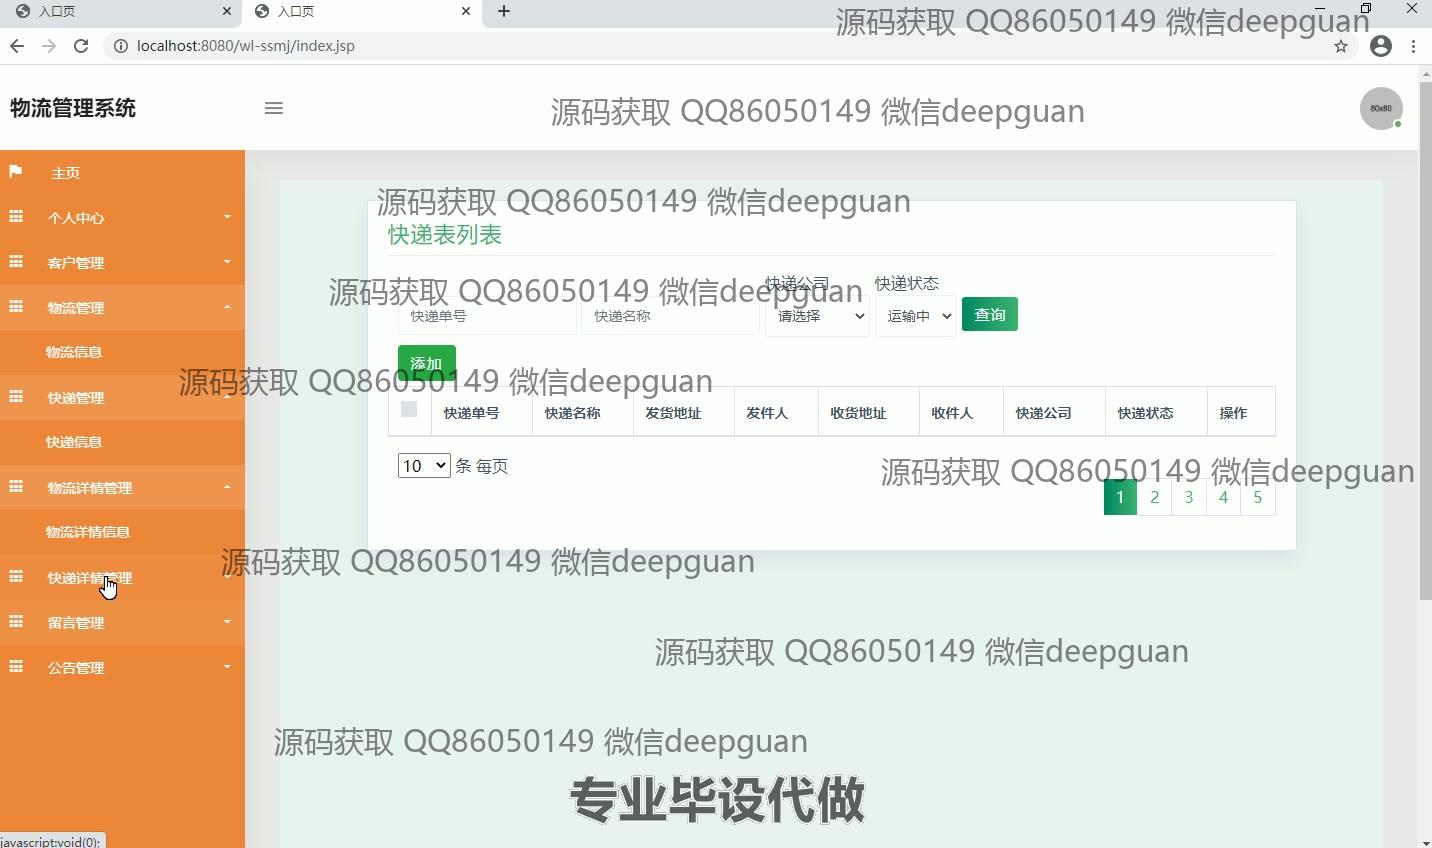 入口页
入口页
源码获取 QQ86050149 微信deepguan
localhost:8080/wl-ssmj/index.jsp
物流管理系统
源码获取 QQ86050149 微信deepguan
80x80
主页
个人中心
客户管理
物流管理
物流信息
快递管理
快递信息
物流详情管理
物流详情信息
快递详情管理
留言管理
公告管理
源码获取 QQ86050149 微信deepguan
快递表列表
源码获取 QQ86050149 微信deepguan
快递公司 快递状态
快递单号 快递名称 请选择 运输中 查询
添加
源码获取 QQ86050149 微信deepguan
快递单号 快递名称 发货地址 发件人 收货地址 收件人 快递公司 快递状态 操作
10 条 每页
源码获取 QQ86050149 微信deepguan
1 2 3 4 5
源码获取 QQ86050149 微信deepguan
源码获取 QQ86050149 微信deepguan
源码获取 QQ86050149 微信deepguan
专业毕设代做
javascript:void(0);